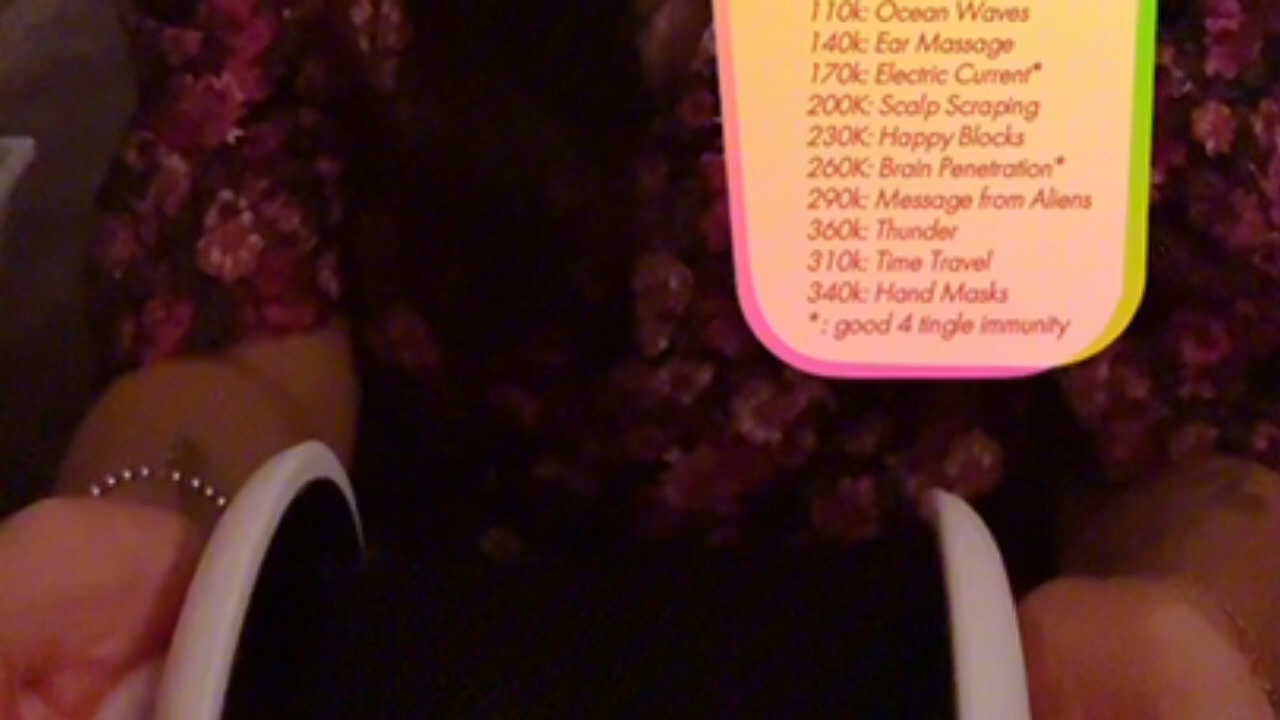 110k: Ocean Waves
140k: Ear Massage
170k: Electric Current*
200K: Scalp Scraping
230K: Happy Blocks
260K: Brain Penetration*
290k: Message from Aliens
360k: Thunder
310k: Time Travel
340k: Hand Masks
*: good 4 tingle immunity